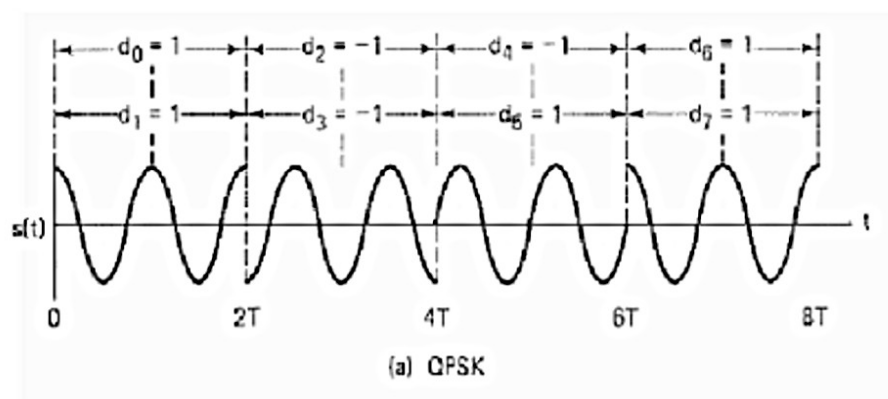 d₀ = 1 d₂ = -1 d₄ = -1 d₆ = 1
d₁ = 1 d₃ = -1 d₅ = 1 d₇ = 1
s(t) t
0 2T 4T 6T 8T
(a) QPSK